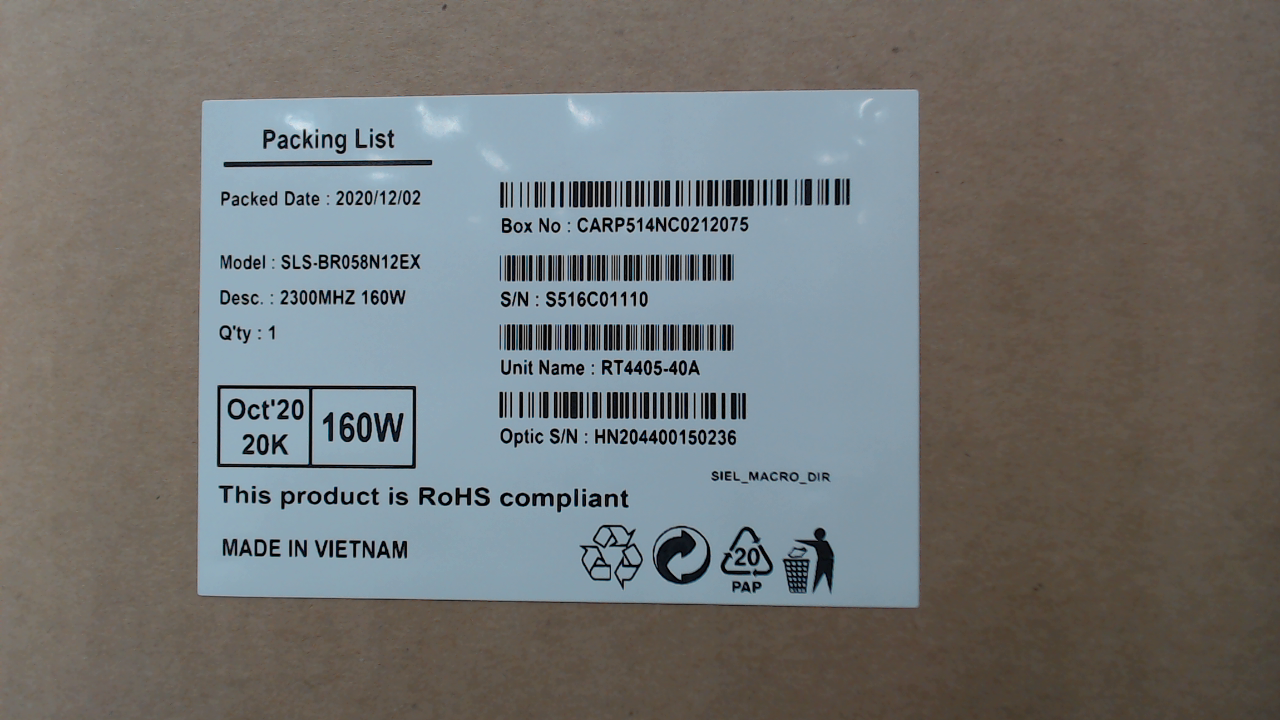 Packing List
Packed Date : 2020/12/02
Model : SLS-BR058N12EX
Desc. : 2300MHZ 160W
Q'ty : 1
Box No : CARP514NC0212075
S/N : S516C01110
Unit Name : RT4405-40A
Optic S/N : HN204400150236
Oct'20
20K
160W
SIEL_MACRO_DIR
This product is RoHS compliant
MADE IN VIETNAM
20
PAP